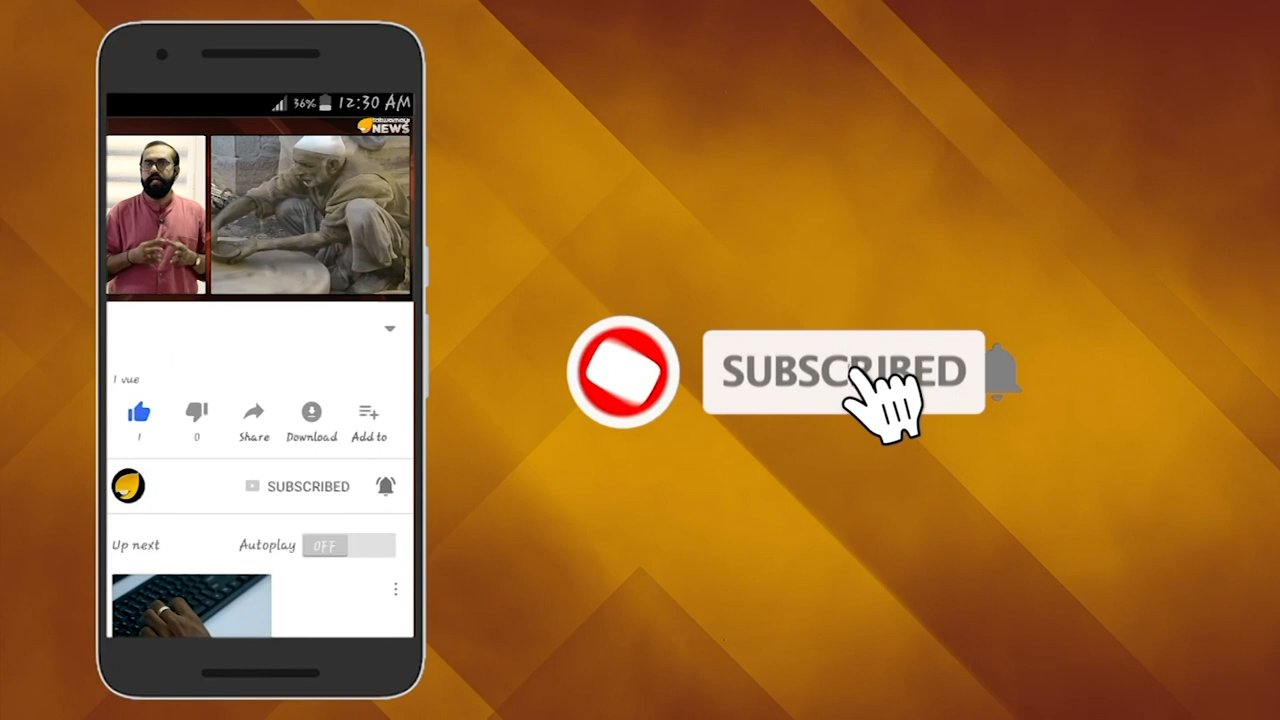 36% 12:30 AM
Tatwamayi
NEWS
1 vue
1 0 Share Download Add to
SUBSCRIBED
Up next Autoplay OFF
SUBSCRIBED